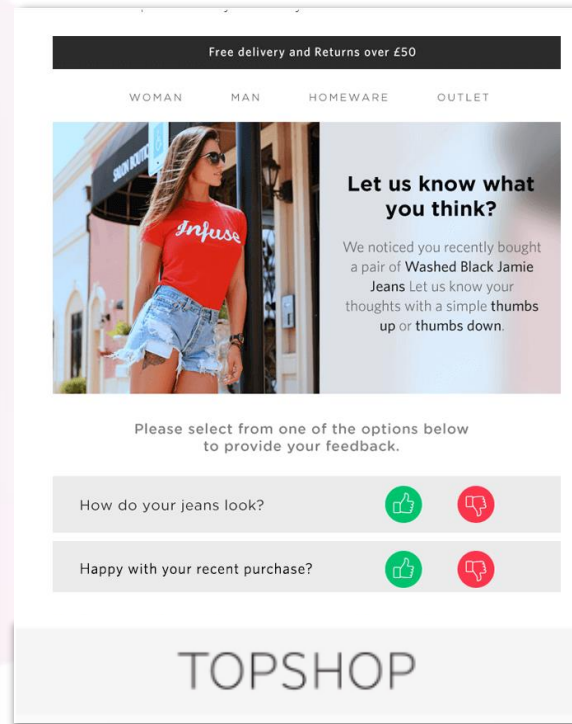 Free delivery and Returns over £50
WOMAN MAN HOMEWARE OUTLET
SALON BOUTI
Infuse
Let us know what
you think?
We noticed you recently bought
a pair of Washed Black Jamie
Jeans Let us know your
thoughts with a simple thumbs
up or thumbs down.
Please select from one of the options below
to provide your feedback.
How do your jeans look?
Happy with your recent purchase?
TOPSHOP